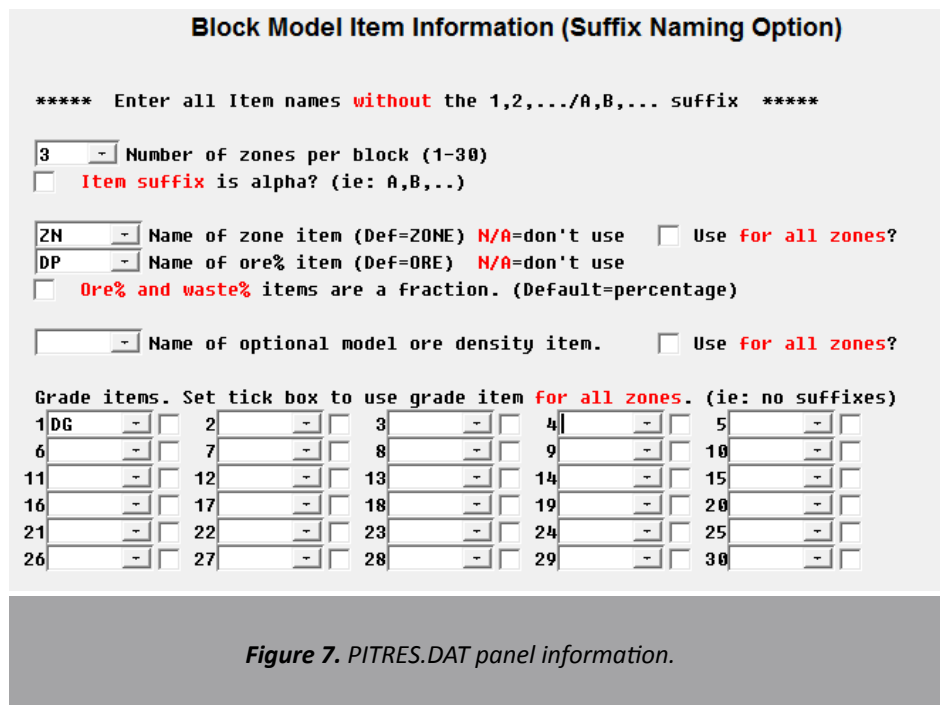 Block Model Item Information (Suffix Naming Option)
***** Enter all Item names without the 1,2,.../A,B,... suffix *****
3 Number of zones per block (1-30)
Item suffix is alpha? (ie: A,B,..)
ZN Name of zone item (Def=ZONE) N/A=don't use Use for all zones?
DP Name of ore% item (Def=ORE) N/A=don't use
Ore% and waste% items are a fraction. (Default=percentage)
Name of optional model ore density item. Use for all zones?
Grade items. Set tick box to use grade item for all zones. (ie: no suffixes)
1 DG 2 3 4 5
6 7 8 9 10
11 12 13 14 15
16 17 18 19 20
21 22 23 24 25
26 27 28 29 30
Figure 7. PITRES.DAT panel information.